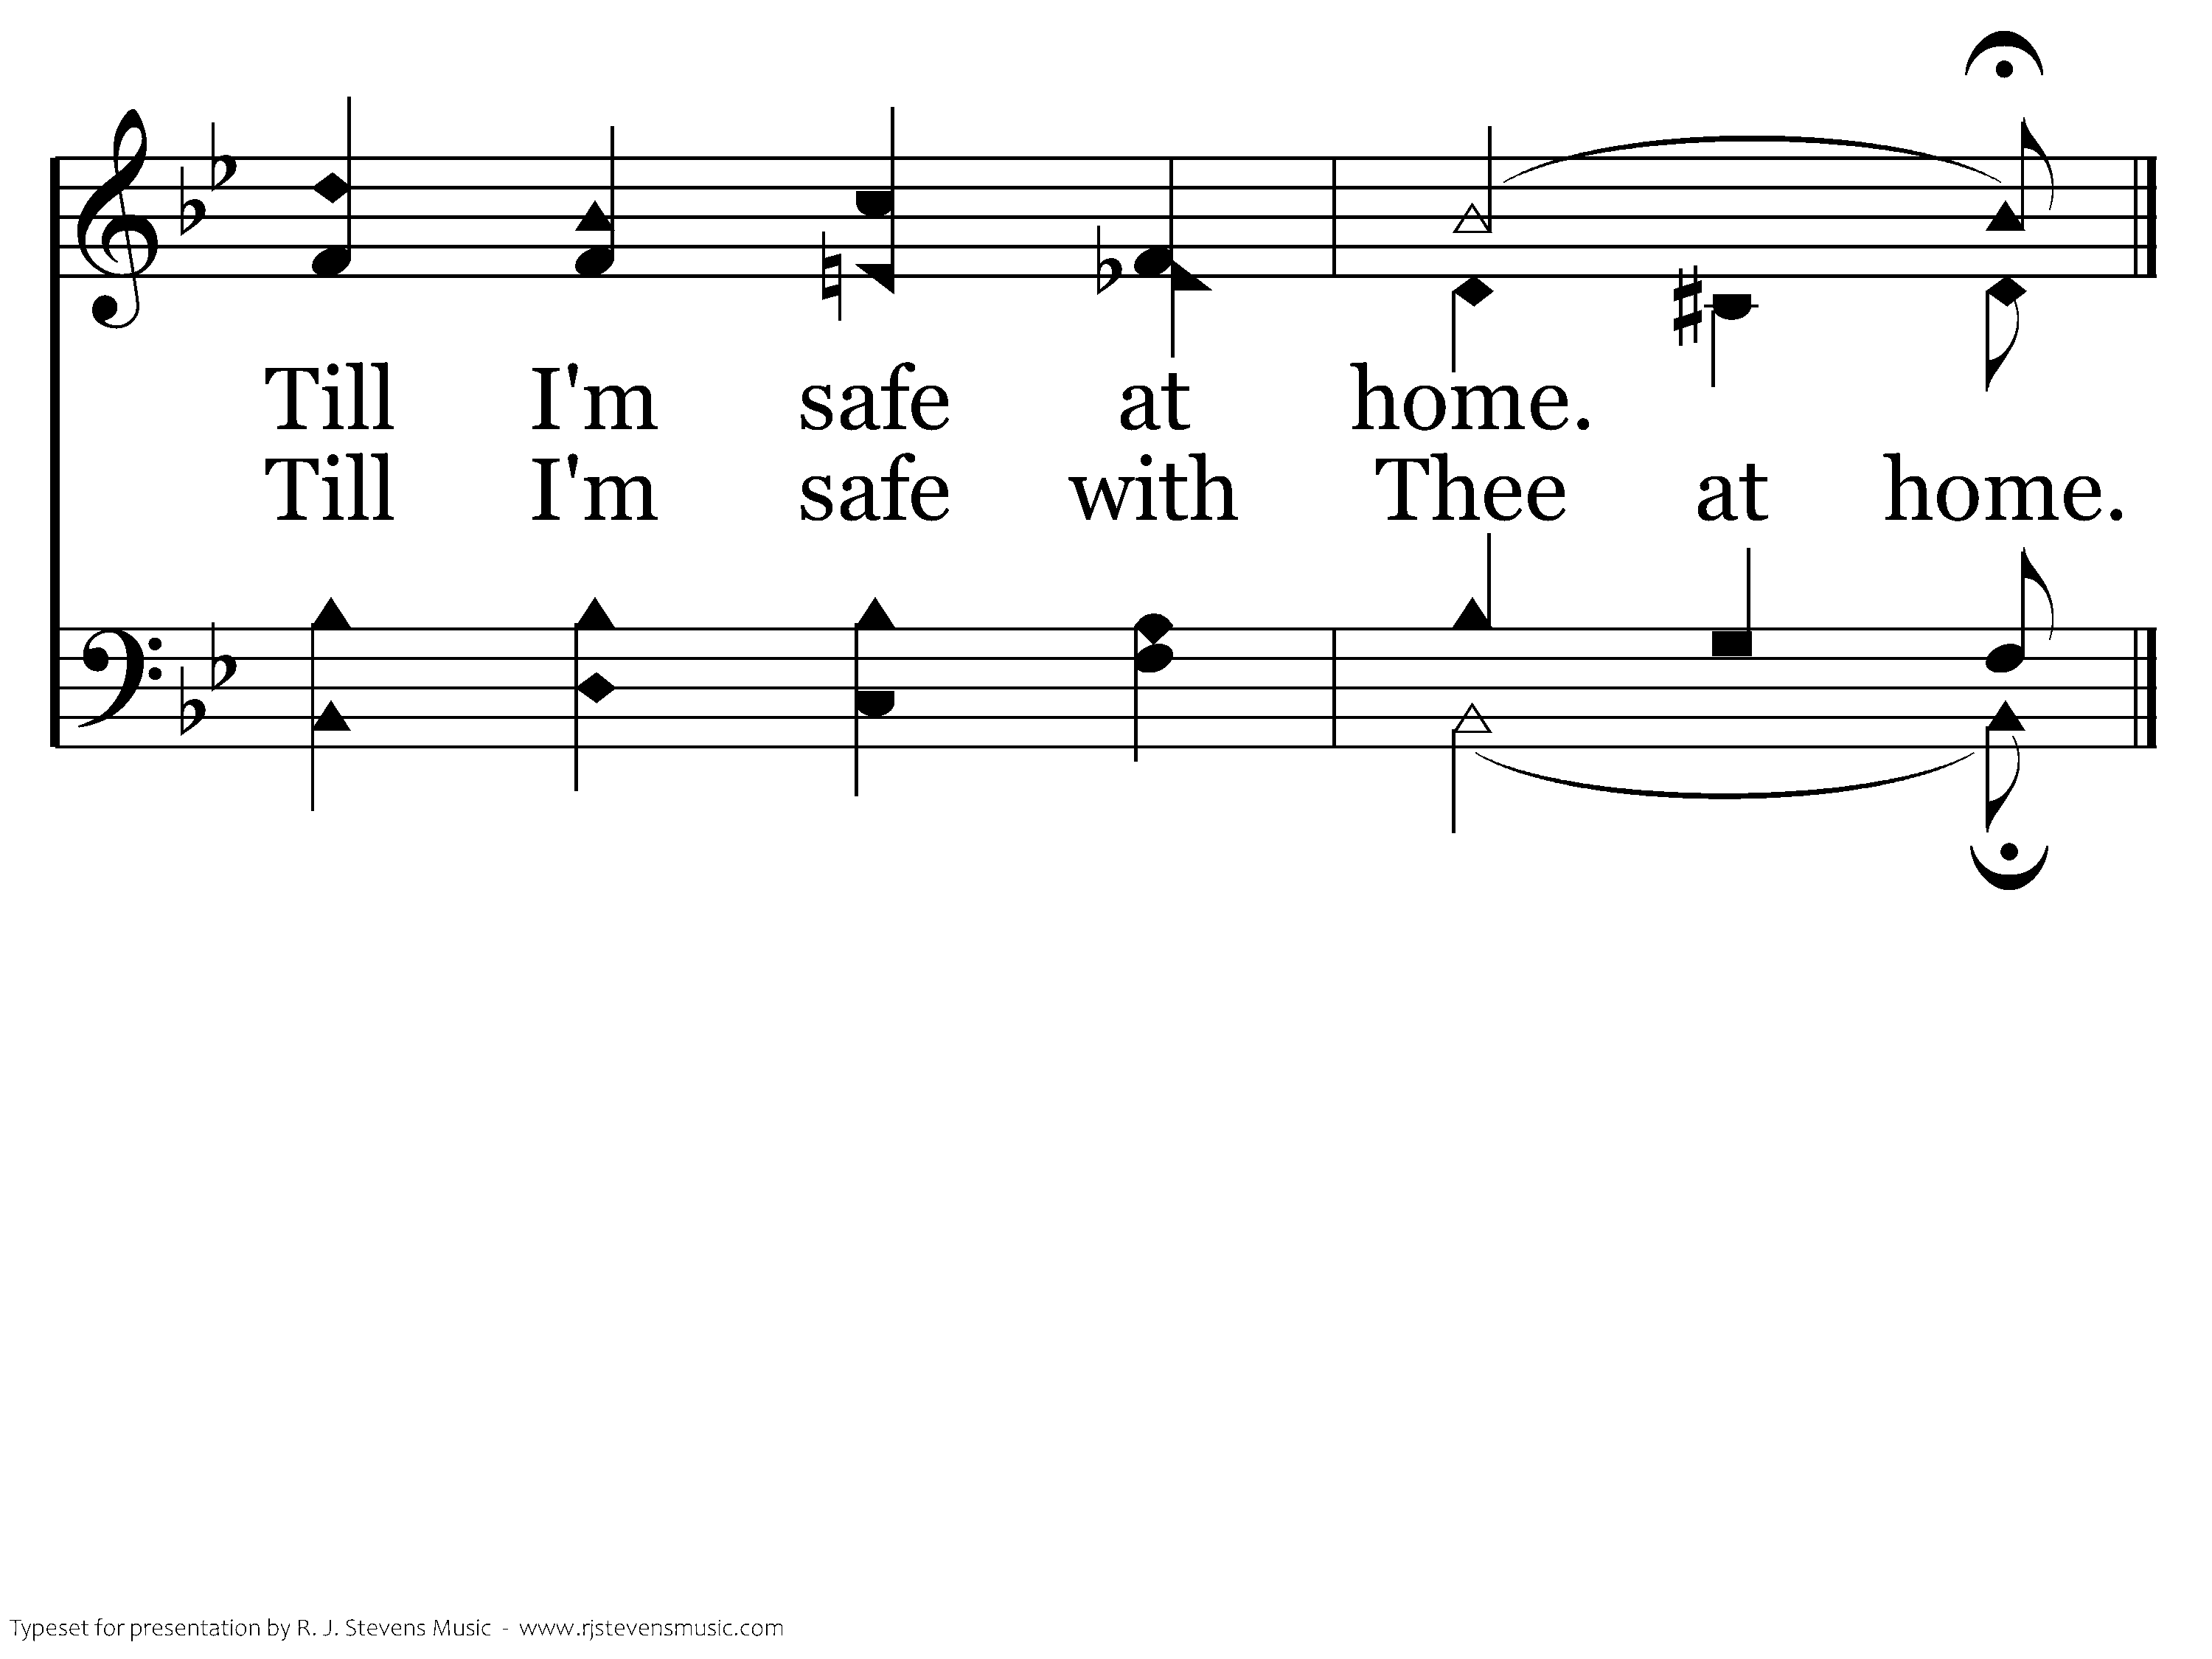 Till I'm safe at home.
Till I'm safe with Thee at home.
Typeset for presentation by R. J. Stevens Music - www.rjstevensmusic.com